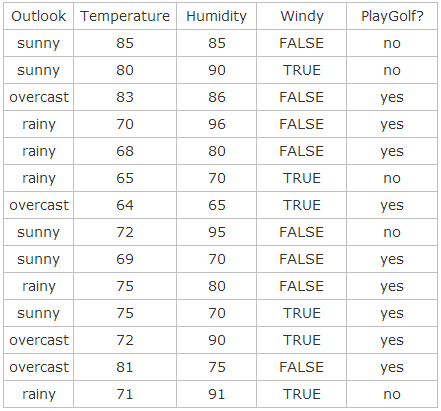 Outlook Temperature Humidity Windy PlayGolf?
sunny 85 85 FALSE no
sunny 80 90 TRUE no
overcast 83 86 FALSE yes
rainy 70 96 FALSE yes
rainy 68 80 FALSE yes
rainy 65 70 TRUE no
overcast 64 65 TRUE yes
sunny 72 95 FALSE no
sunny 69 70 FALSE yes
rainy 75 80 FALSE yes
sunny 75 70 TRUE yes
overcast 72 90 TRUE yes
overcast 81 75 FALSE yes
rainy 71 91 TRUE no